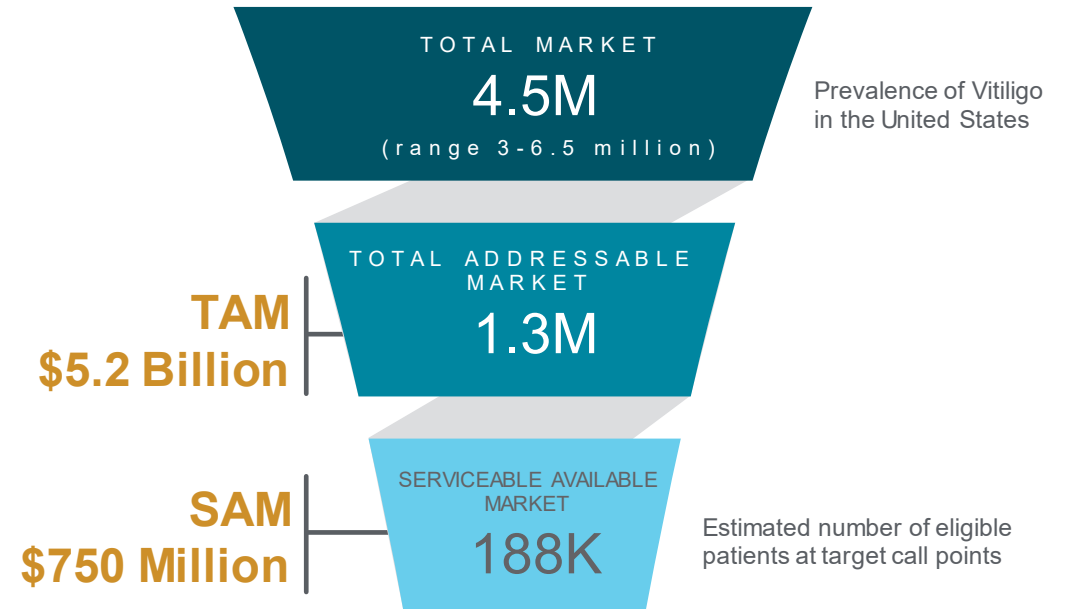 TOTAL MARKET
4.5M
(range 3-6.5 million)
Prevalence of Vitiligo
in the United States
TOTAL ADDRESSABLE
MARKET
1.3M
TAM
$5.2 Billion
SERVICEABLE AVAILABLE
MARKET
188K
SAM
$750 Million
Estimated number of eligible
patients at target call points